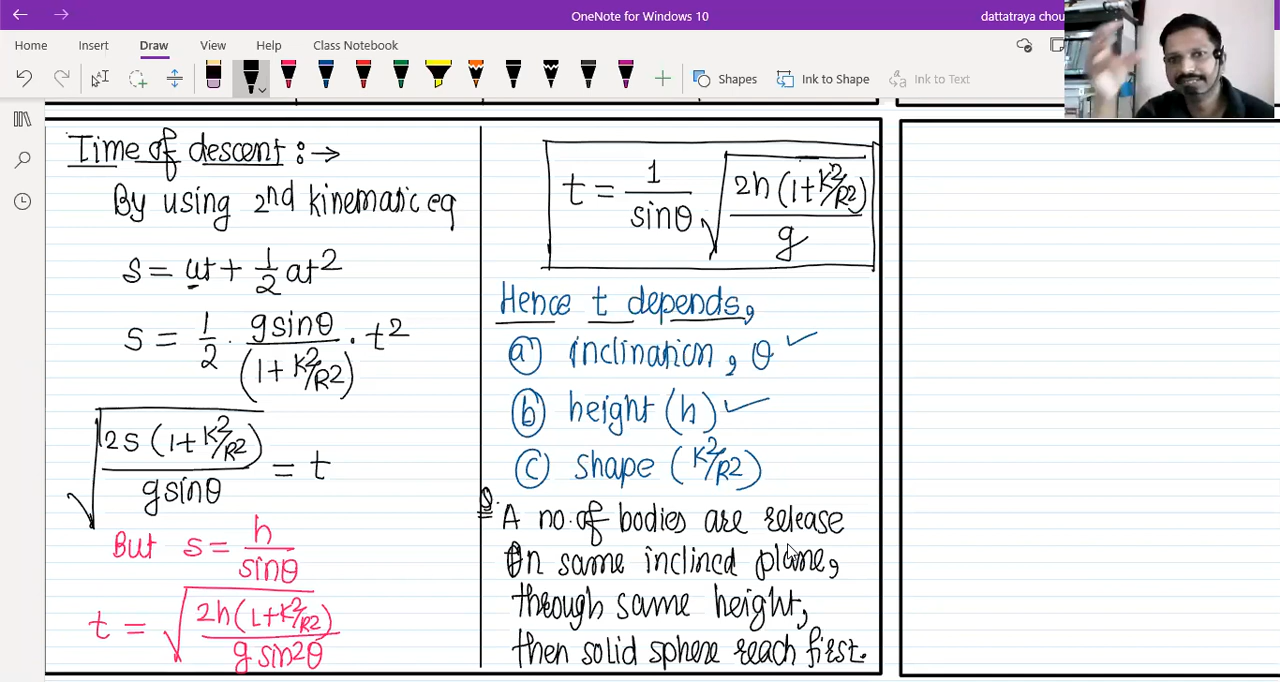 OneNote for Windows 10
dattatraya chou
Home Insert Draw View Help Class Notebook
Shapes Ink to Shape Ink to Text
Time of descent :→
By using 2nd kinematic eq
s = ut + 1/2 at²
s = 1/2 · g sinθ/(1+K²/R²) · t²
√(2s(1+K²/R²)/g sinθ) = t
But s = h/sinθ
t = √(2h(1+K²/R²)/g sin²θ)
t = 1/sinθ √(2h(1+K²/R²)/g)
Hence t depends,
(a) inclination, θ ✓
(b) height (h) ✓
(c) shape (K²/R²)
Q. A no. of bodies are release
On same inclined plane,
through same height,
then solid sphere reach first.